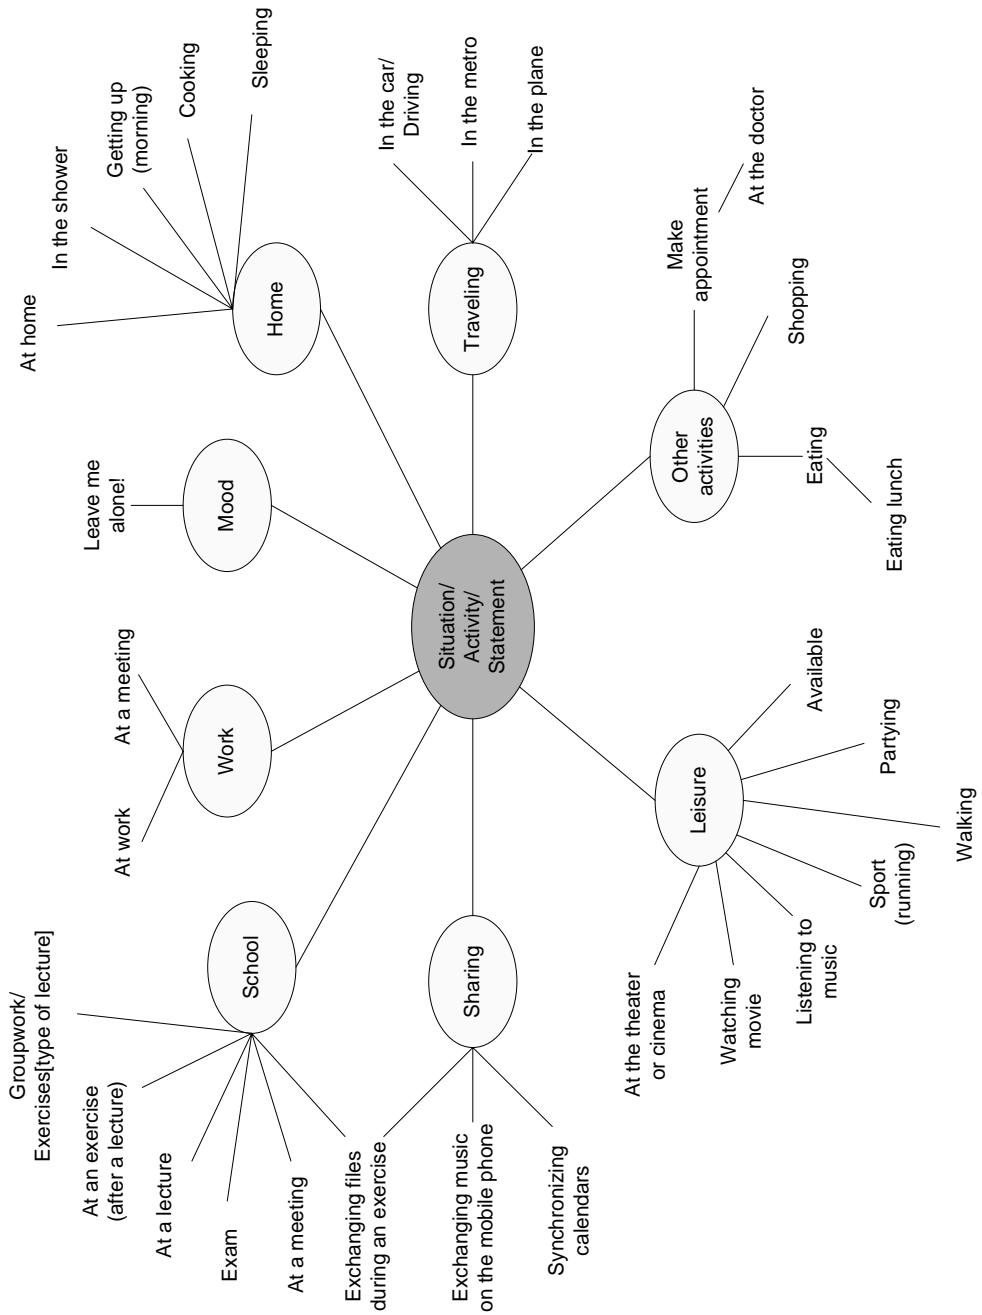 Groupwork/
Exercises[type of lecture]
At an exercise
(after a lecture)
At a lecture
Exam
At a meeting
Exchanging files
during an exercise
Exchanging music
on the mobile phone
Synchronizing
calendars
School
Sharing
At work
At a meeting
Work
Leave me
alone!
Mood
At home
In the shower
Getting up
(morning)
Cooking
Sleeping
Home
In the car/
Driving
In the metro
In the plane
Traveling
Situation/
Activity/
Statement
Make
appointment
At the doctor
Shopping
Other
activities
Eating
Eating lunch
Leisure
Available
Partying
Walking
Sport
(running)
Listening to
music
Watching
movie
At the theater
or cinema